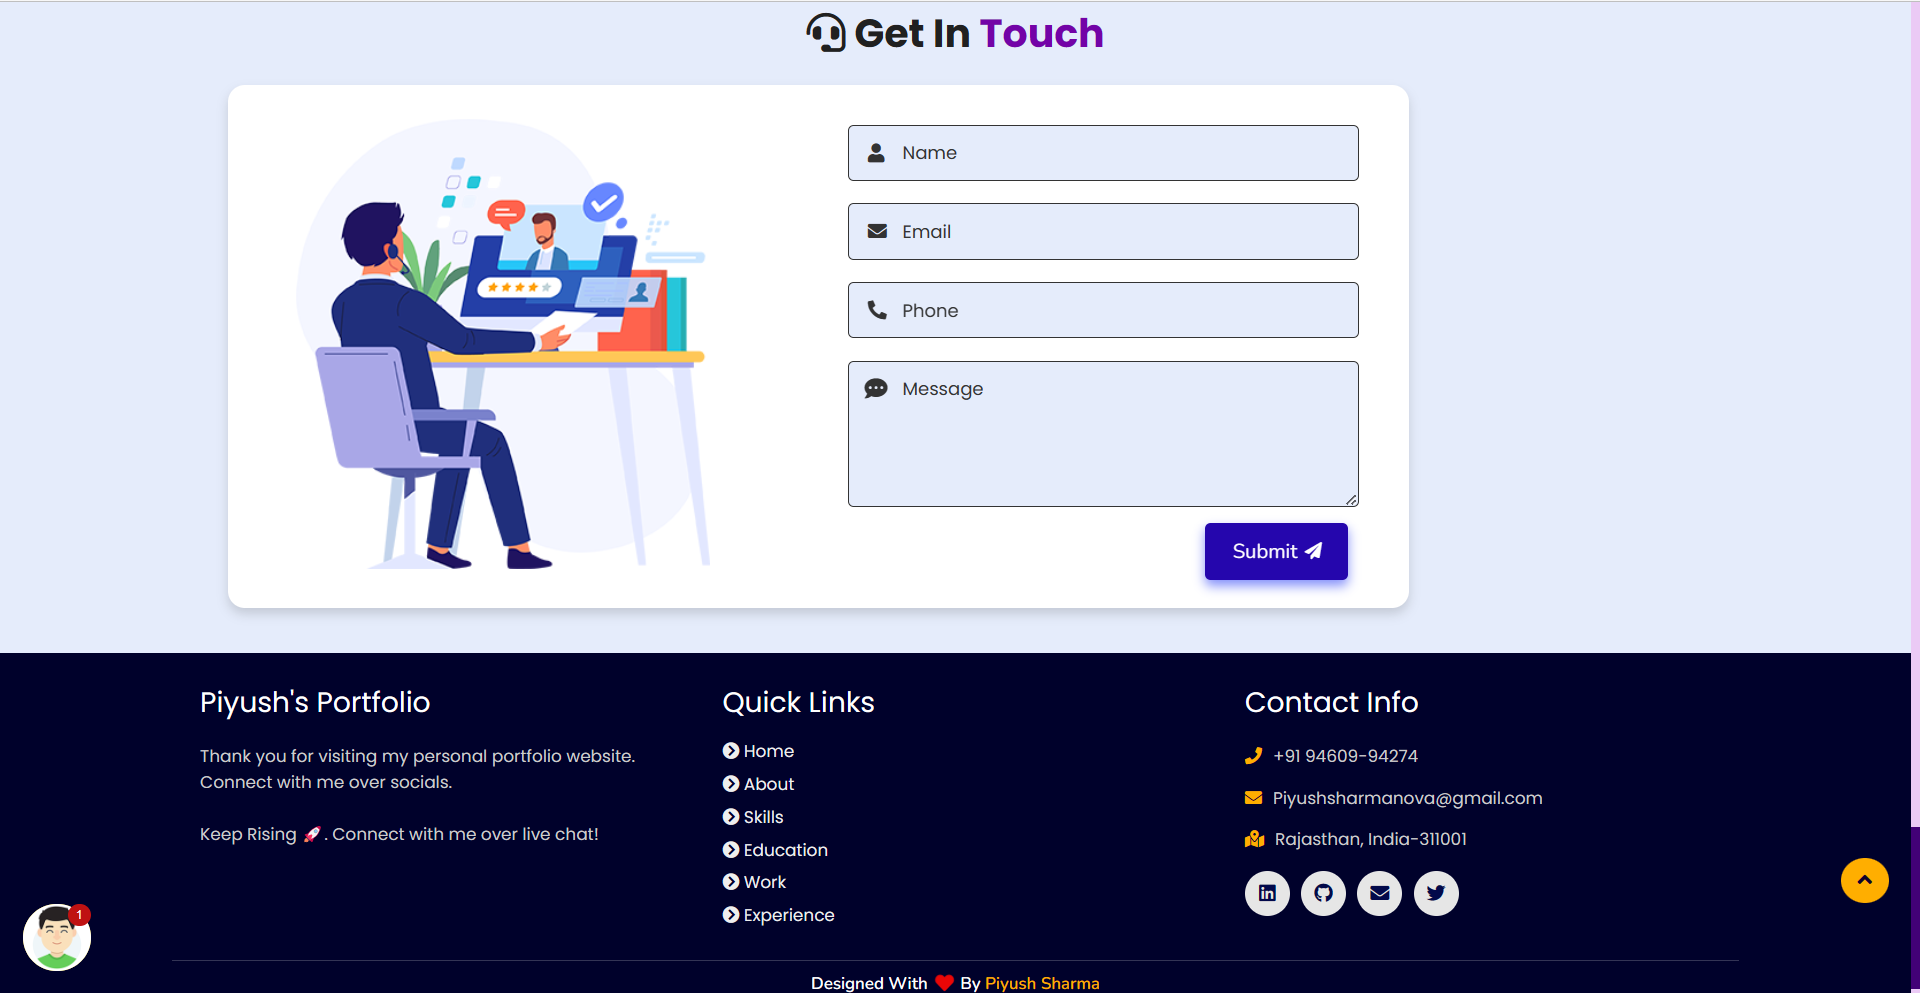 Get In Touch
Name
Email
Phone
Message
Submit
Piyush's Portfolio
Thank you for visiting my personal portfolio website.
Connect with me over socials.
Keep Rising 🚀. Connect with me over live chat!
Quick Links
Home
About
Skills
Education
Work
Experience
Contact Info
+91 94609-94274
Piyushsharmanova@gmail.com
Rajasthan, India-311001
1
Designed With ❤ By Piyush Sharma